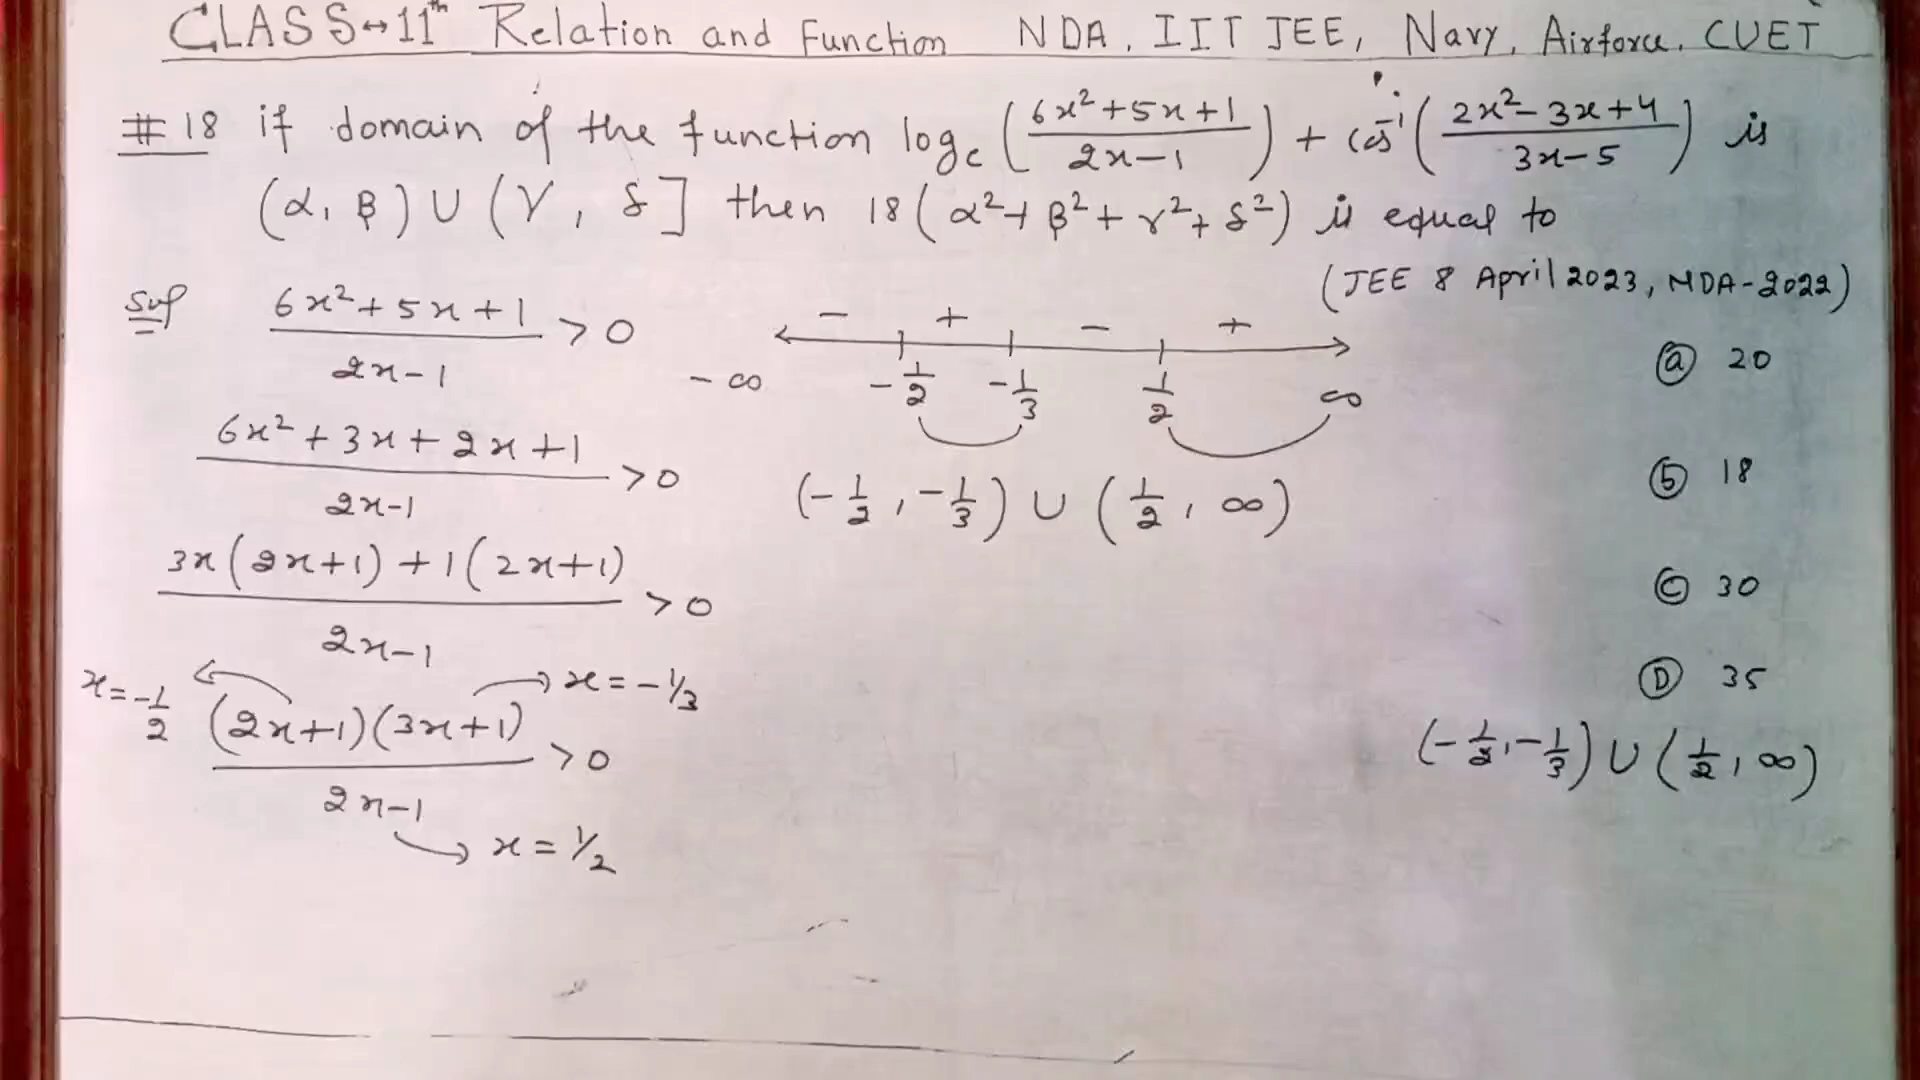 CLASS → 11th Relation and Function NDA, IIT JEE, Navy, Airforce, CUET
# 18 if domain of the function logₑ ((6x²+5x+1)/(2x-1)) + cos⁻¹ ((2x²-3x+4)/(3x-5)) is
(α, β) ∪ (γ, δ] then 18(α²+β²+γ²+δ²) is equal to
(JEE 8 April 2023, NDA-2022)
Sol (6x²+5x+1)/(2x-1) > 0
- + - +
-∞ -1/2 -1/3 1/2 ∞
ⓐ 20
(6x²+3x+2x+1)/(2x-1) > 0
(-1/2, -1/3) ∪ (1/2, ∞)
ⓑ 18
(3x(2x+1)+1(2x+1))/(2x-1) > 0
Ⓒ 30
x=-1/2 x=-1/3
Ⓓ 35
((2x+1)(3x+1))/(2x-1) > 0
(-1/2, -1/3) ∪ (1/2, ∞)
x = 1/2